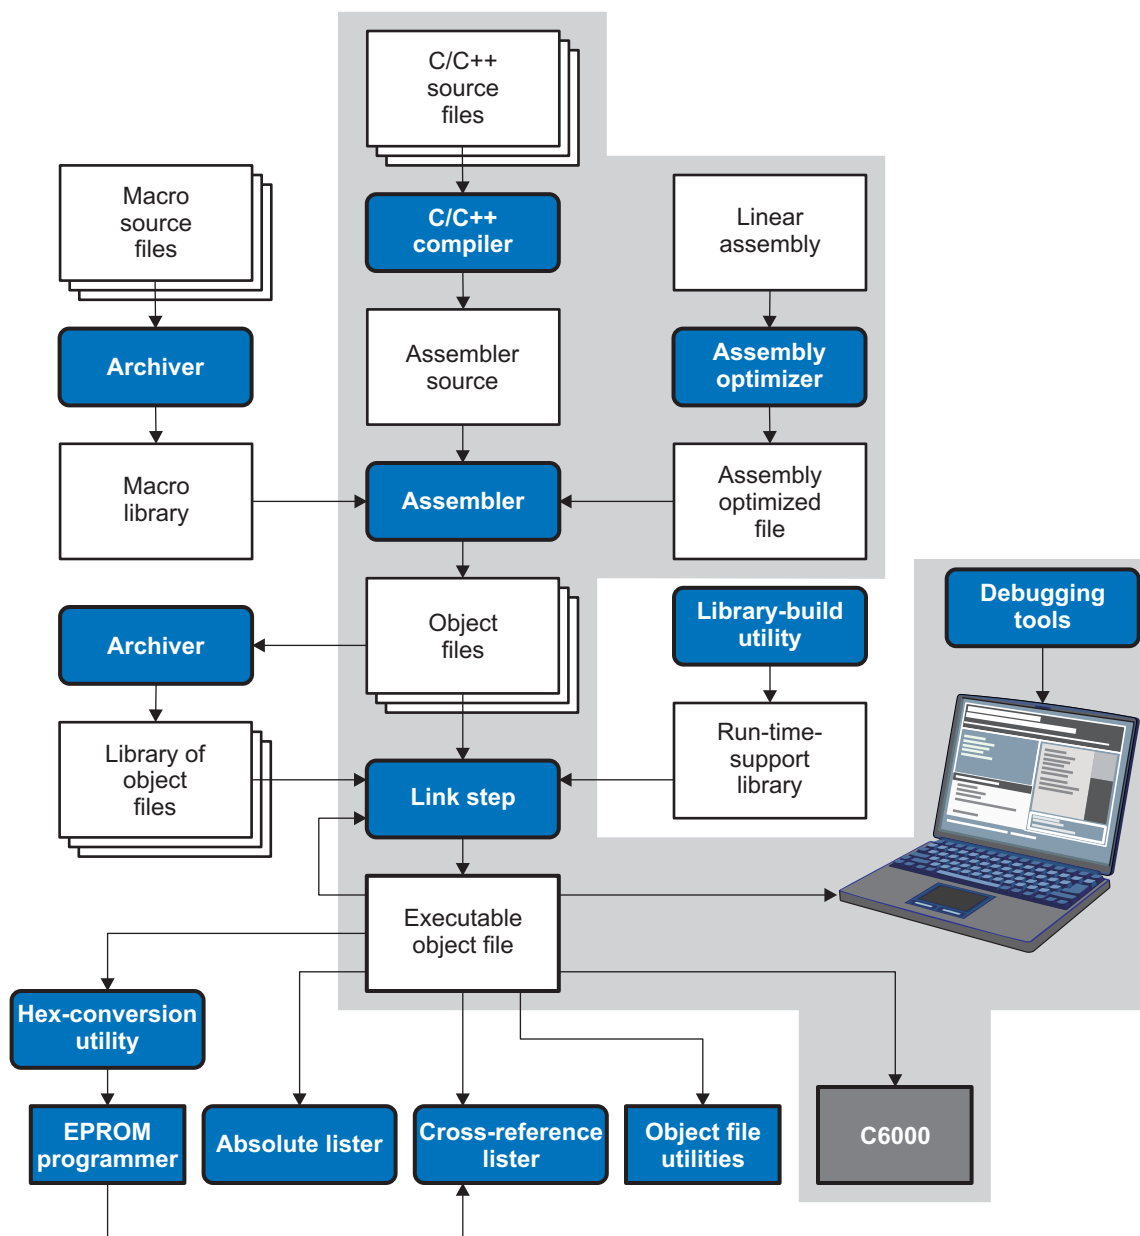 C/C++
source
files
Macro
source
files
C/C++
compiler
Linear
assembly
Archiver
Assembler
source
Assembly
optimizer
Macro
library
Assembler
Assembly
optimized
file
Archiver
Object
files
Library-build
utility
Debugging
tools
Library of
object
files
Link step
Run-time-
support
library
Executable
object file
Hex-conversion
utility
EPROM
programmer
Absolute lister
Cross-reference
lister
Object file
utilities
C6000